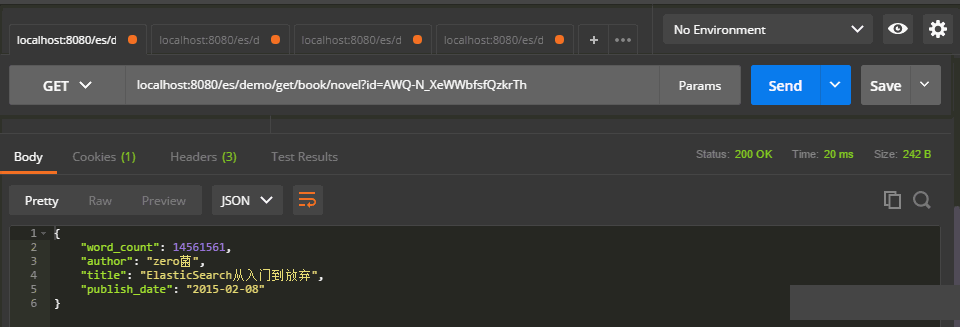 localhost:8080/es/d localhost:8080/es/d localhost:8080/es/d localhost:8080/es/d + ••• No Environment
GET localhost:8080/es/demo/get/book/novel?id=AWQ-N_XeWWbfsfQzkrTh Params Send Save
Body Cookies (1) Headers (3) Test Results Status: 200 OK Time: 20 ms Size: 242 B
Pretty Raw Preview JSON
1 {
2 "word_count": 14561561,
3 "author": "zero菌",
4 "title": "ElasticSearch从入门到放弃",
5 "publish_date": "2015-02-08"
6 }